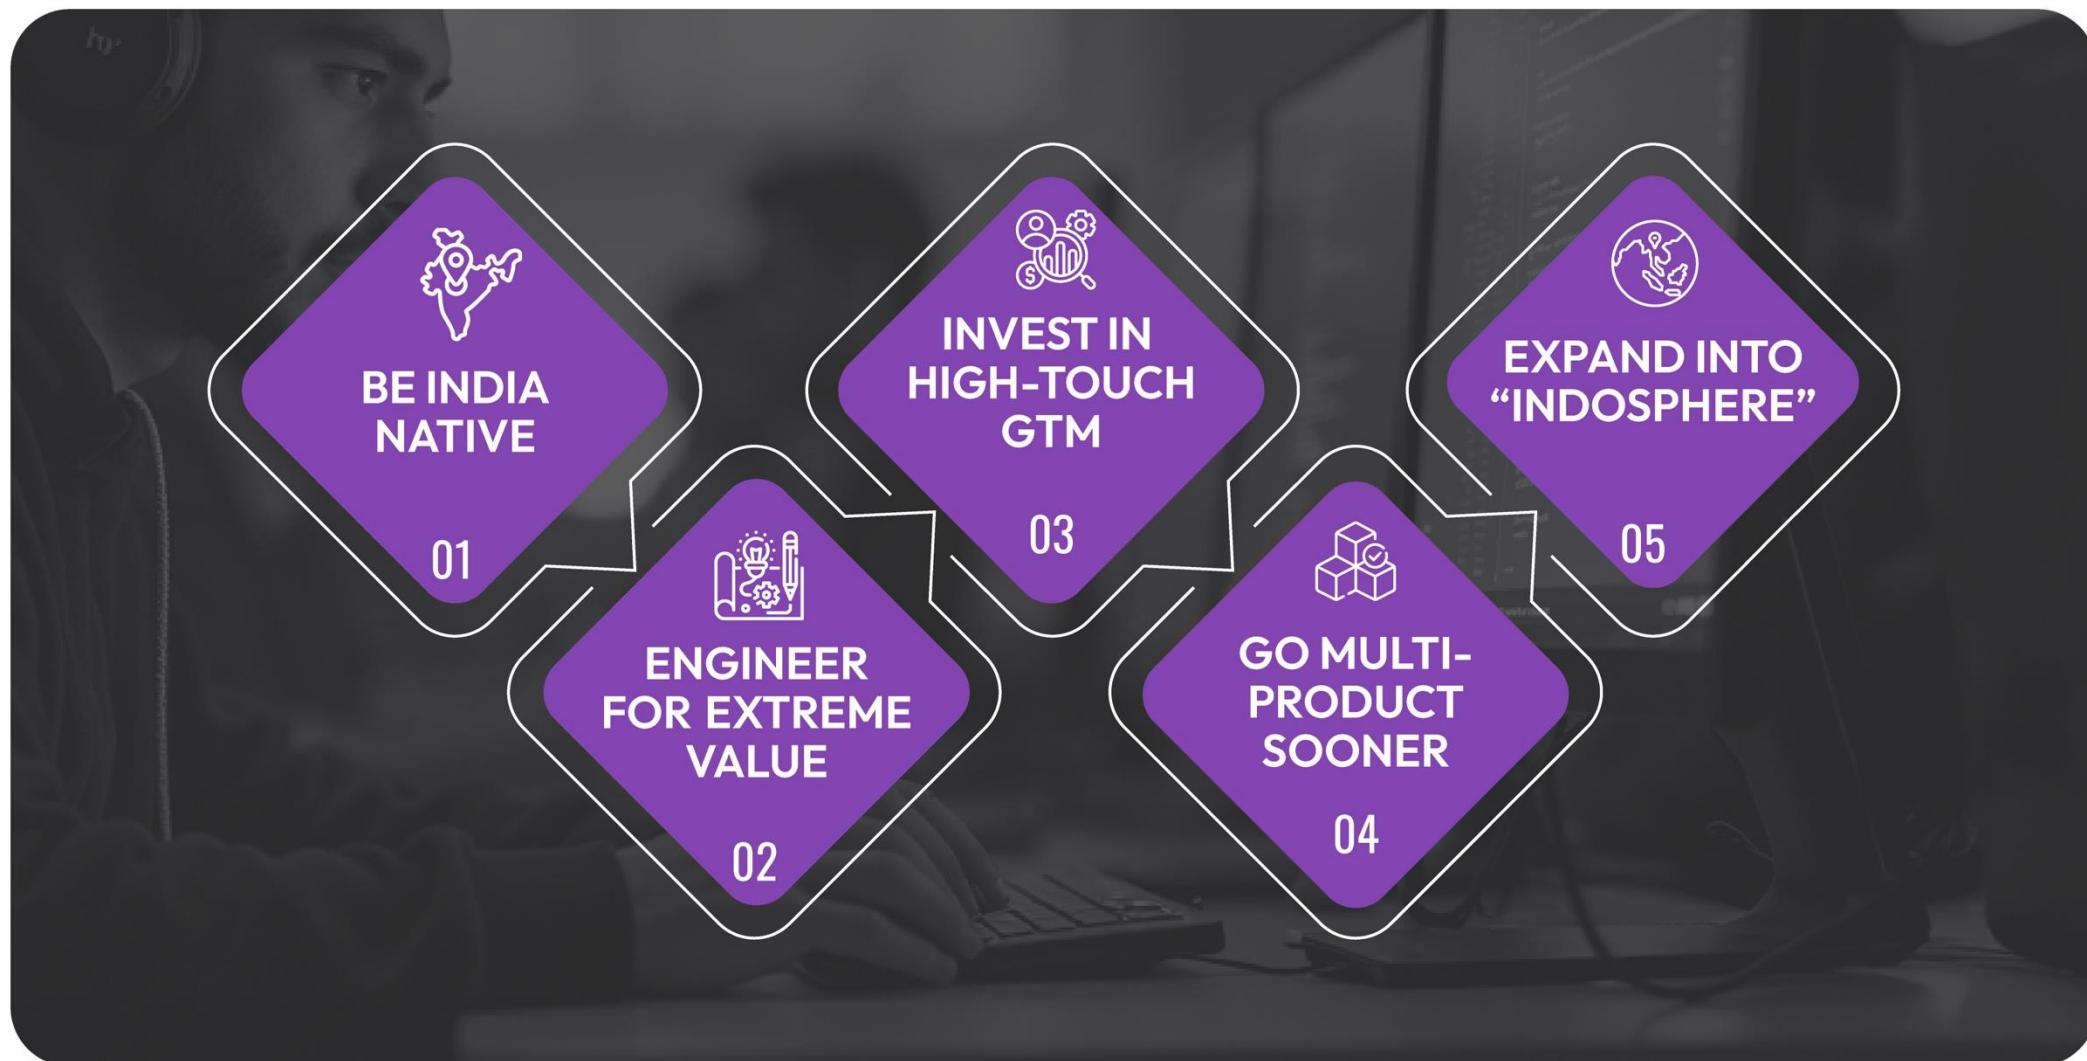 BE INDIA
NATIVE
01
ENGINEER
FOR EXTREME
VALUE
02
INVEST IN
HIGH-TOUCH
GTM
03
GO MULTI-
PRODUCT
SOONER
04
EXPAND INTO
“INDOSPHERE”
05